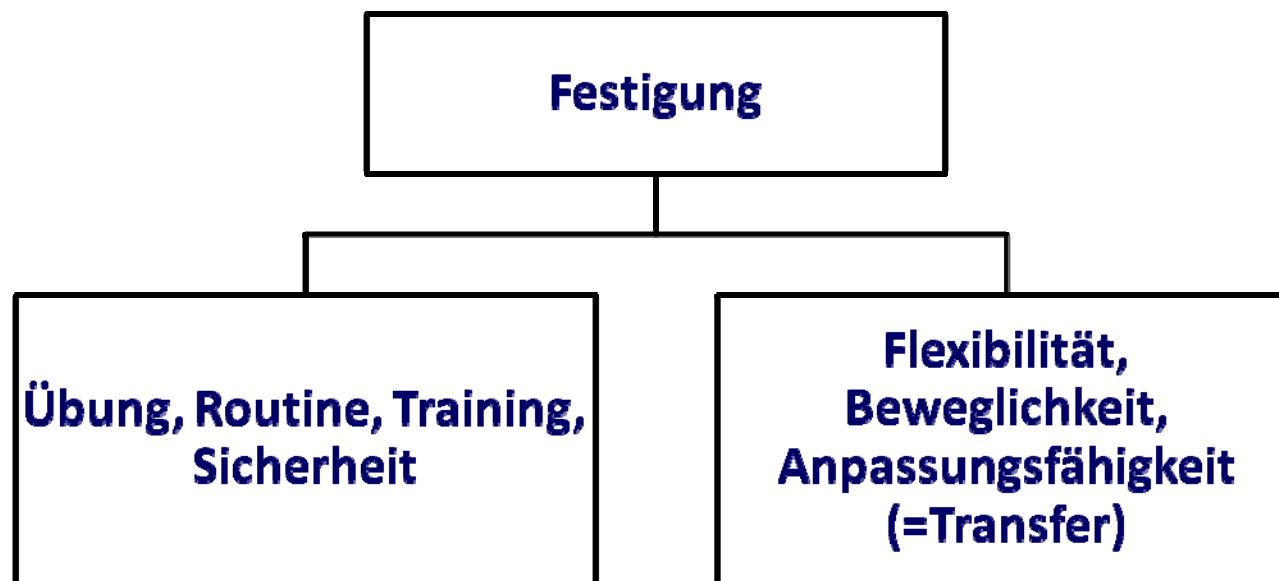 Festigung
Übung, Routine, Training,
Sicherheit
Flexibilität,
Beweglichkeit,
Anpassungsfähigkeit
(=Transfer)